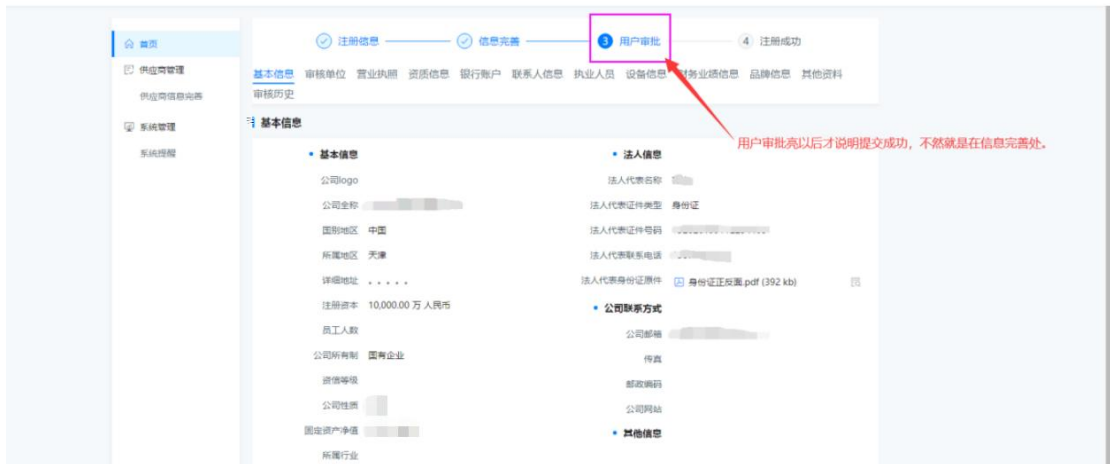 首页
供应商管理
供应商信息完善
系统管理
系统提醒
注册信息 信息完善 3 用户审批 4 注册成功
基本信息 审核单位 营业执照 资质信息 银行账户 联系人信息 执业人员 设备信息 财务业绩信息 品牌信息 其他资料
审核历史
基本信息
用户审批亮以后才说明提交成功，不然就是在信息完善处。
基本信息 法人信息
公司logo 法人代表名称
公司全称 法人代表证件类型 身份证
国别地区 中国 法人代表证件号码
所属地区 天津 法人代表联系电话
详细地址 法人代表身份证原件 身份证正反面.pdf (392 kb)
注册资本 10,000.00 万 人民币 公司联系方式
员工人数 公司邮箱
公司所有制 国有企业 传真
资信等级 邮政编码
公司性质 公司网站
固定资产净值 其他信息
所属行业